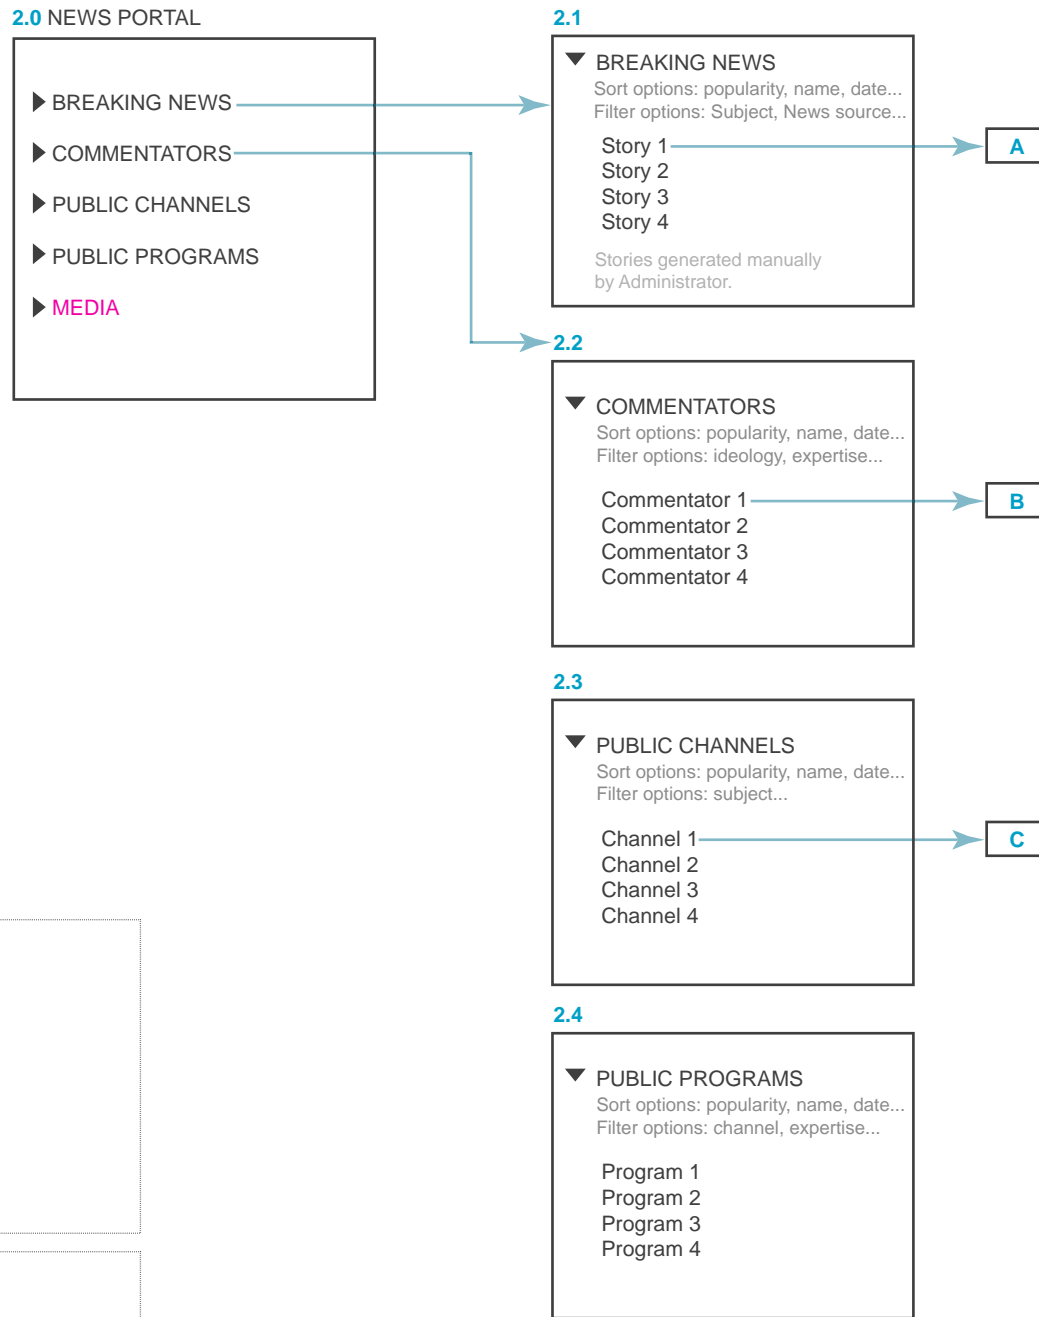 2.0 NEWS PORTAL
BREAKING NEWS
COMMENTATORS
PUBLIC CHANNELS
PUBLIC PROGRAMS
MEDIA
2.1
BREAKING NEWS
Sort options: popularity, name, date...
Filter options: Subject, News source...
Story 1
Story 2
Story 3
Story 4
Stories generated manually
by Administrator.
A
2.2
COMMENTATORS
Sort options: popularity, name, date...
Filter options: ideology, expertise...
Commentator 1
Commentator 2
Commentator 3
Commentator 4
B
2.3
PUBLIC CHANNELS
Sort options: popularity, name, date...
Filter options: subject...
Channel 1
Channel 2
Channel 3
Channel 4
C
2.4
PUBLIC PROGRAMS
Sort options: popularity, name, date...
Filter options: channel, expertise...
Program 1
Program 2
Program 3
Program 4